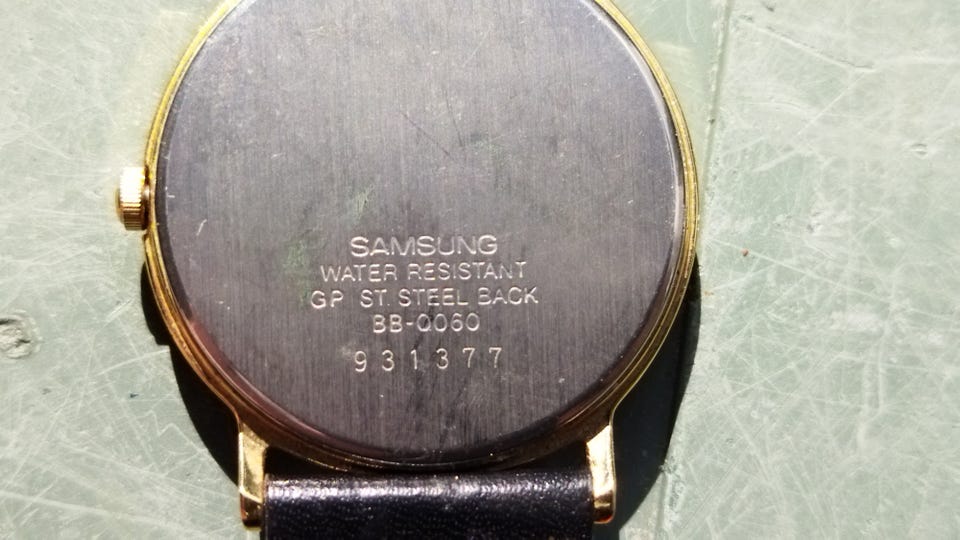 SAMSUNG
WATER RESISTANT
GP ST. STEEL BACK
BB-0060
931377